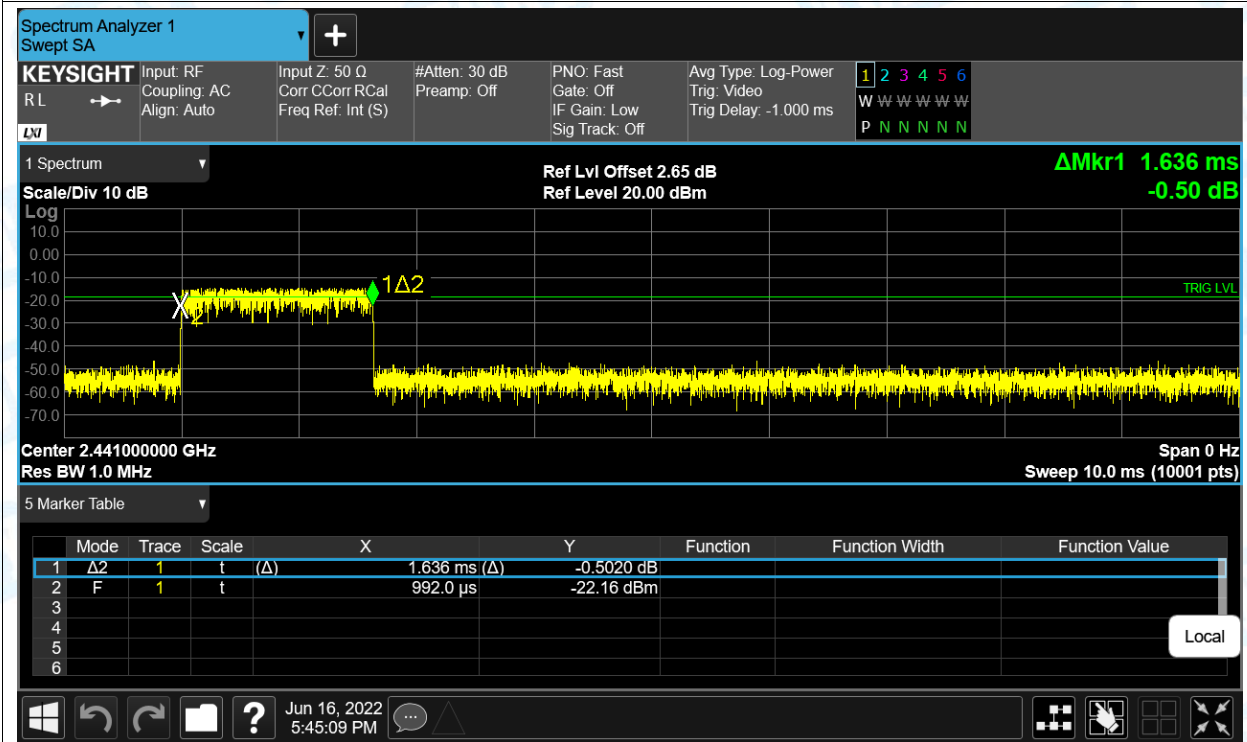 Spectrum Analyzer 1
Swept SA
+
KEYSIGHT Input: RF Input Z: 50 Ω #Atten: 30 dB PNO: Fast Avg Type: Log-Power 1 2 3 4 5 6
R L Coupling: AC Corr CCorr RCal Preamp: Off Gate: Off Trig: Video W W W W W W
Align: Auto Freq Ref: Int (S) IF Gain: Low Trig Delay: -1.000 ms
LXI Sig Track: Off P N N N N N
1 Spectrum
Ref Lvl Offset 2.65 dB ΔMkr1 1.636 ms
Scale/Div 10 dB Ref Level 20.00 dBm -0.50 dB
Log
10.0
0.00
-10.0 1Δ2
-20.0 X TRIG LVL
2
-30.0
-40.0
-50.0
-60.0
-70.0
Center 2.441000000 GHz Span 0 Hz
Res BW 1.0 MHz Sweep 10.0 ms (10001 pts)
5 Marker Table
Mode Trace Scale X Y Function Function Width Function Value
1 Δ2 1 t (Δ) 1.636 ms (Δ) -0.5020 dB
2 F 1 t 992.0 µs -22.16 dBm
3
4
5
6
Local
? Jun 16, 2022
5:45:09 PM